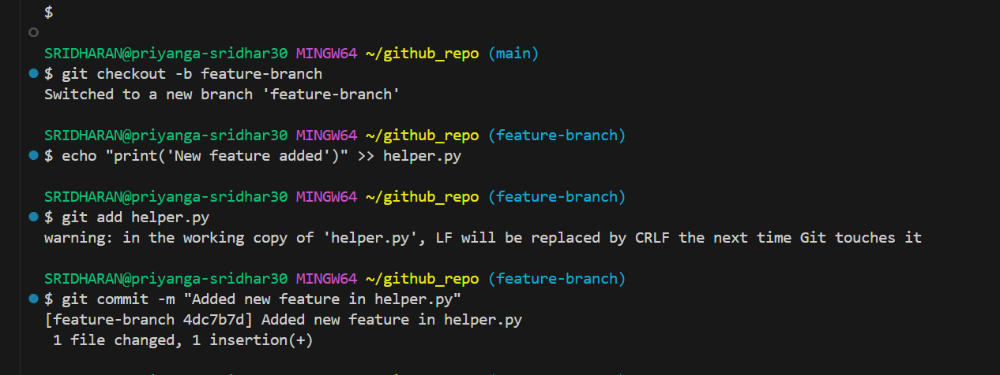 $
SRIDHARAN@priyanga-sridhar30 MINGW64 ~/github_repo (main)
$ git checkout -b feature-branch
Switched to a new branch 'feature-branch'
SRIDHARAN@priyanga-sridhar30 MINGW64 ~/github_repo (feature-branch)
$ echo "print('New feature added')" >> helper.py
SRIDHARAN@priyanga-sridhar30 MINGW64 ~/github_repo (feature-branch)
$ git add helper.py
warning: in the working copy of 'helper.py', LF will be replaced by CRLF the next time Git touches it
SRIDHARAN@priyanga-sridhar30 MINGW64 ~/github_repo (feature-branch)
$ git commit -m "Added new feature in helper.py"
[feature-branch 4dc7b7d] Added new feature in helper.py
1 file changed, 1 insertion(+)